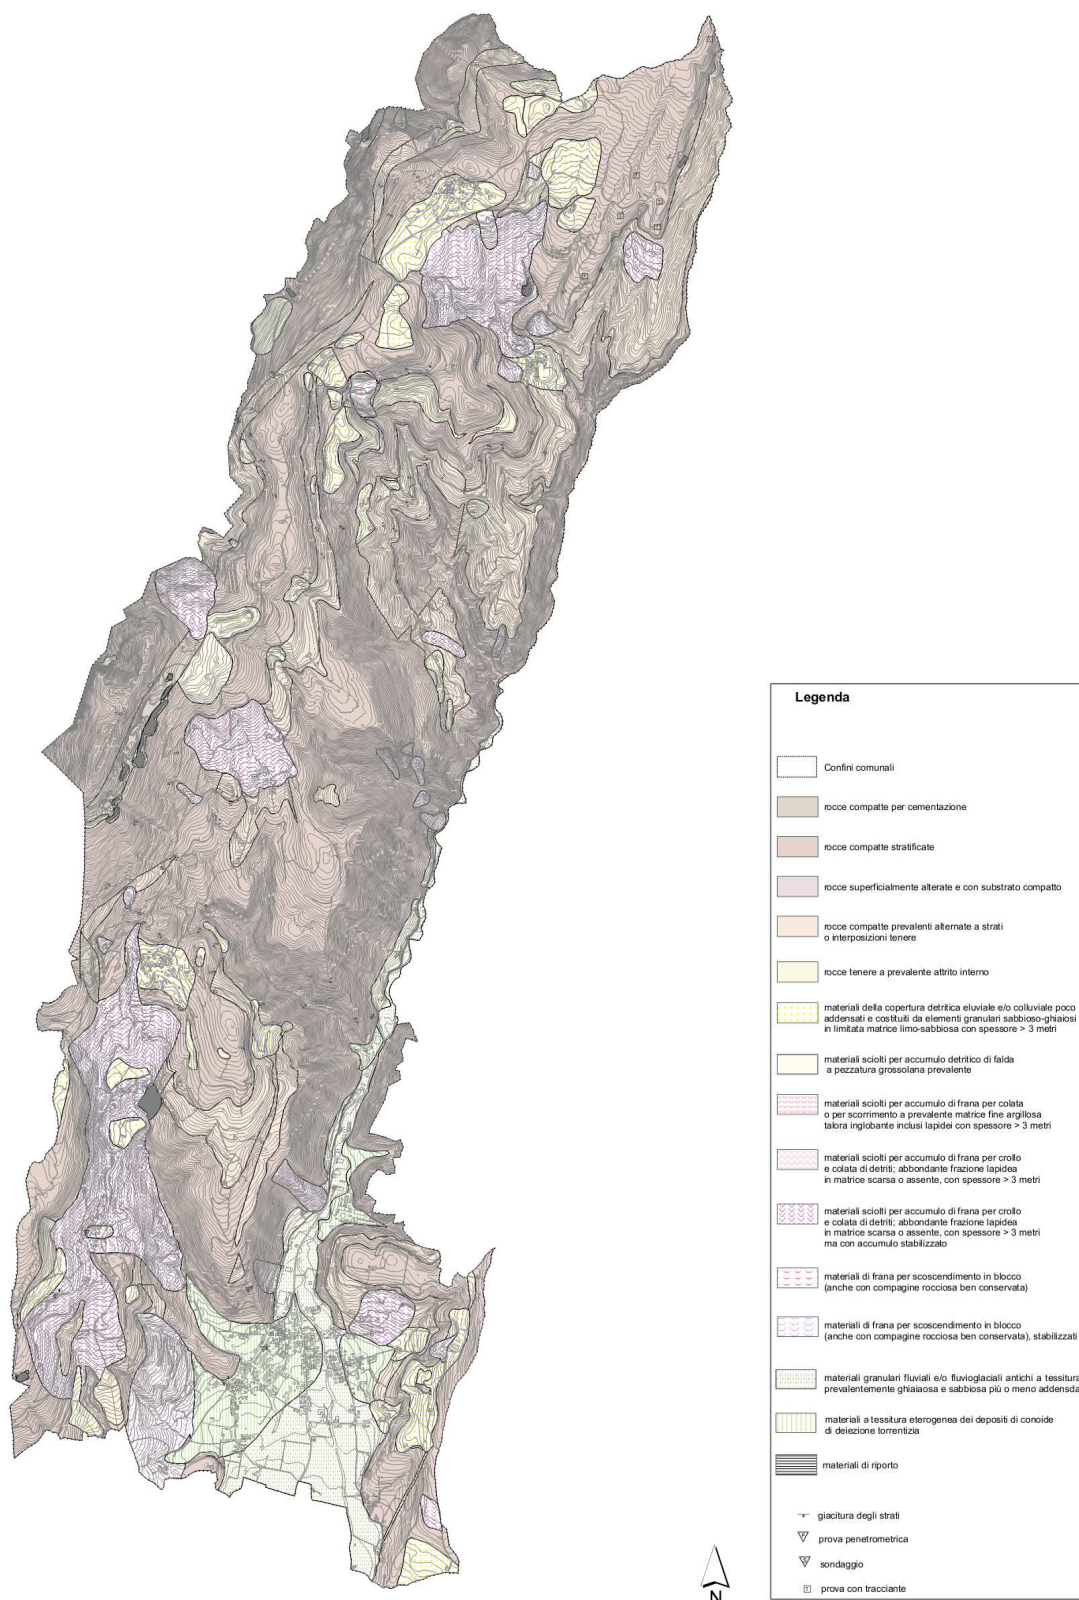 Legenda
Confini comunali
rocce compatte per cementazione
rocce compatte stratificate
rocce superficialmente alterate e con substrato compatto
rocce compatte prevalenti alternate a strati
o interposizioni tenere
rocce tenere a prevalente attrito interno
materiali della copertura detritica eluviale e/o colluviale poco
addensati e costituiti da elementi granulari sabbioso-ghiaiosi
in limitata matrice limo-sabbiosa con spessore > 3 metri
materiali sciolti per accumulo detritico di falda
a pezzatura grossolana prevalente
materiali sciolti per accumulo di frana per colata
o per scorrimento a prevalente matrice fine argillosa
talora inglobante inclusi lapidei con spessore > 3 metri
materiali sciolti per accumulo di frana per crollo
e colata di detriti; abbondante frazione lapidea
in matrice scarsa o assente, con spessore > 3 metri
materiali sciolti per accumulo di frana per crollo
e colata di detriti; abbondante frazione lapidea
in matrice scarsa o assente, con spessore > 3 metri
ma con accumulo stabilizzato
materiali di frana per scoscendimento in blocco
(anche con compagine rocciosa ben conservata)
materiali di frana per scoscendimento in blocco
(anche con compagine rocciosa ben conservata), stabilizzati
materiali granulari fluviali e/o fluvioglaciali antichi a tessitura
prevalentemente ghiaiaosa e sabbiosa più o meno addensda
materiali a tessitura eterogenea dei depositi di conoide
di deiezione torrentizia
materiali di riporto
giacitura degli strati
prova penetrometrica
sondaggio
prova con tracciante
N